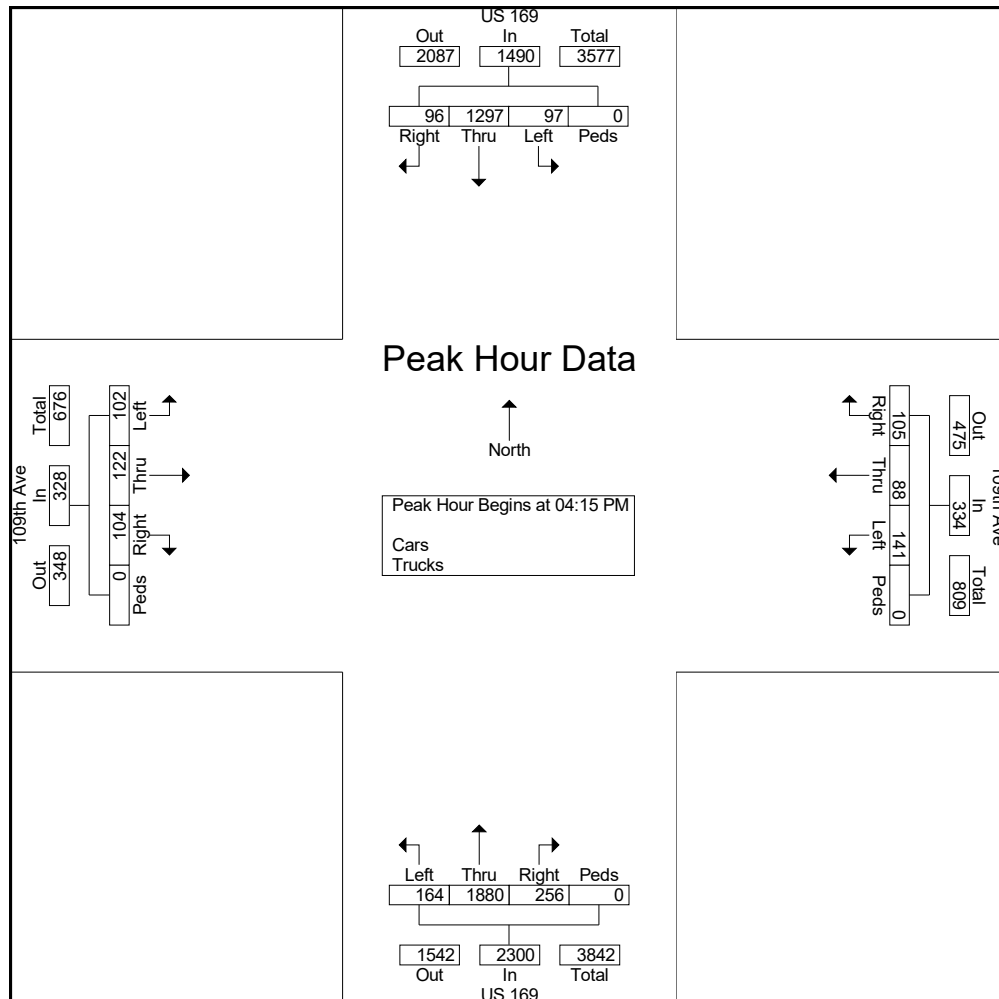 US 169
Out In Total
2087 1490 3577
96 1297 97 0
Right Thru Left Peds
Peak Hour Data
North
Peak Hour Begins at 04:15 PM
Cars
Trucks
109th Ave
Total In Out
676 328 348
102 122 104 0
Left Thru Right Peds
Right Thru Left Peds
105 88 141 0
Out In Total
475 334 809
109th Ave
Left Thru Right Peds
164 1880 256 0
1542 2300 3842
Out In Total
US 169